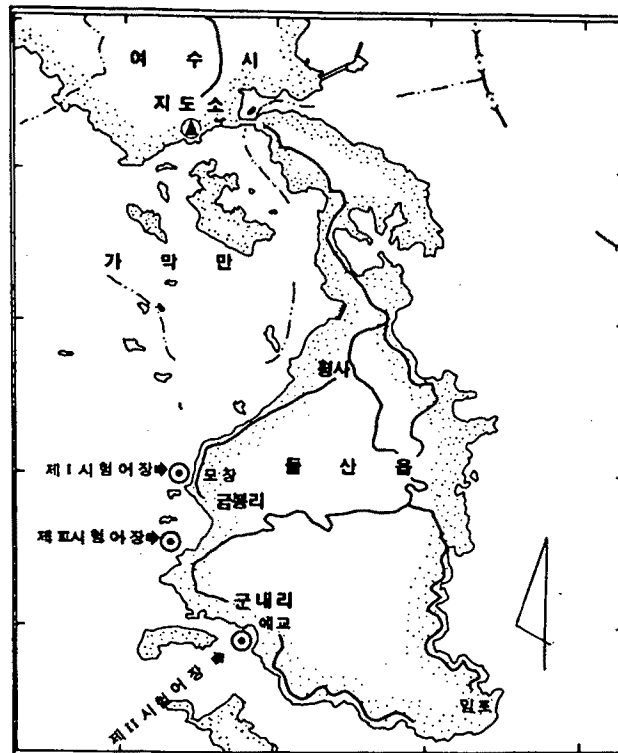 여 수 시
지 도 소
가 막 만
횡사
돌 산 읍
제 I 시 험 어 장
모창
금봉리
제 III 시 험 어 장
군 내 리
예교
제 II 시 험 어 장
임포